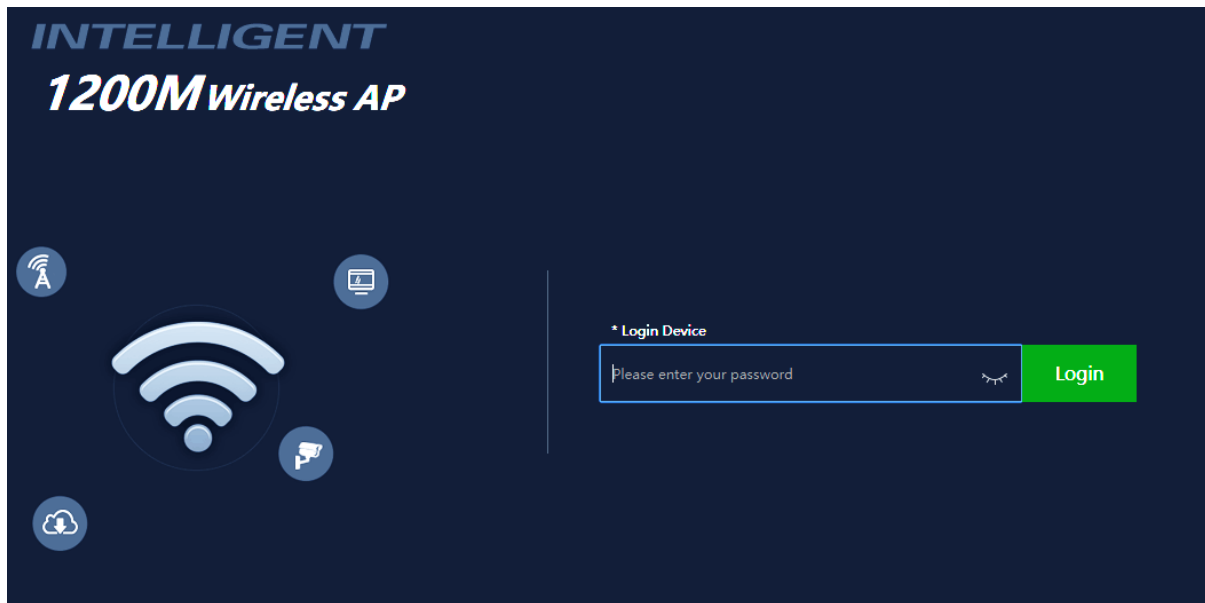 INTELLIGENT
1200M Wireless AP
* Login Device
Please enter your password
Login